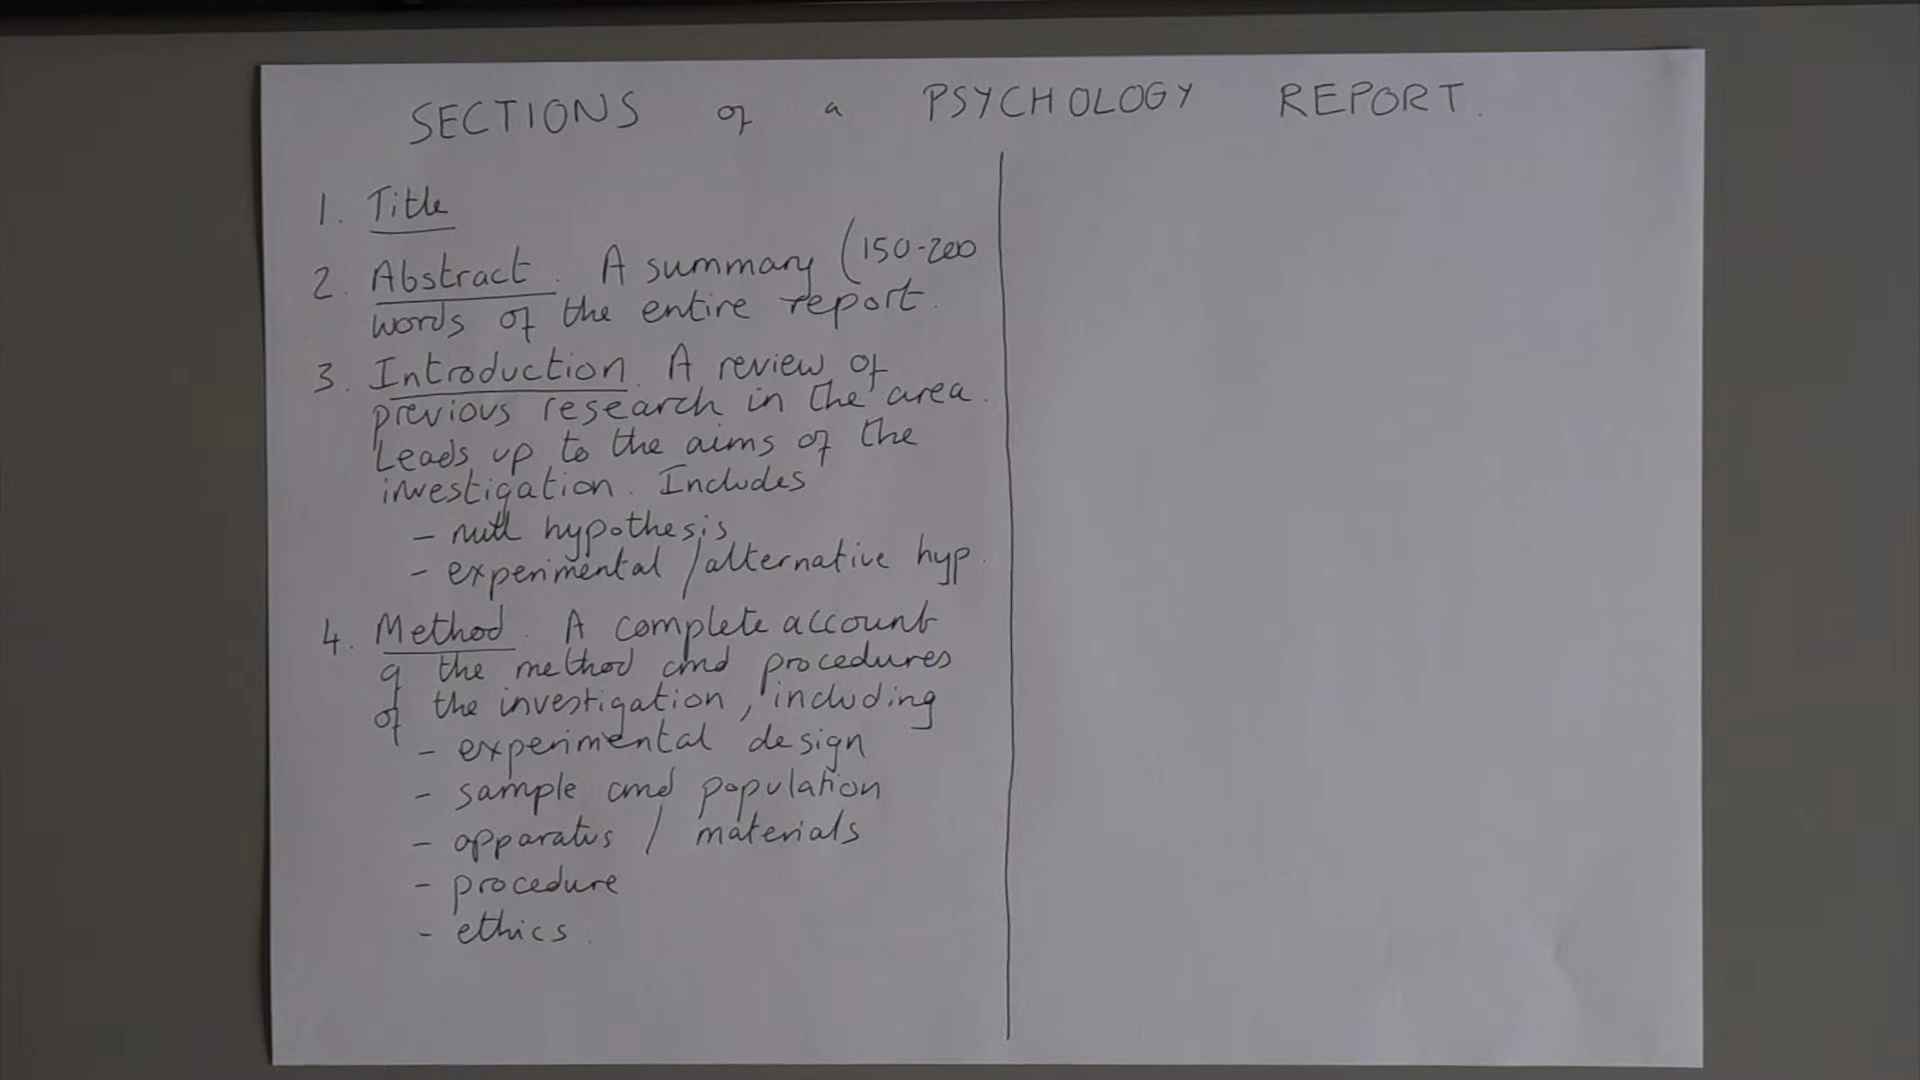 SECTIONS of a PSYCHOLOGY REPORT.
1. Title
2. Abstract. A summary (150-200
words of the entire report.
3. Introduction. A review of
previous research in the area.
Leads up to the aims of the
investigation. Includes
- null hypothesis
- experimental / alternative hyp.
4. Method. A complete account
of the method and procedures
of the investigation, including
- experimental design
- sample and population
- apparatus / materials
- procedure
- ethics.